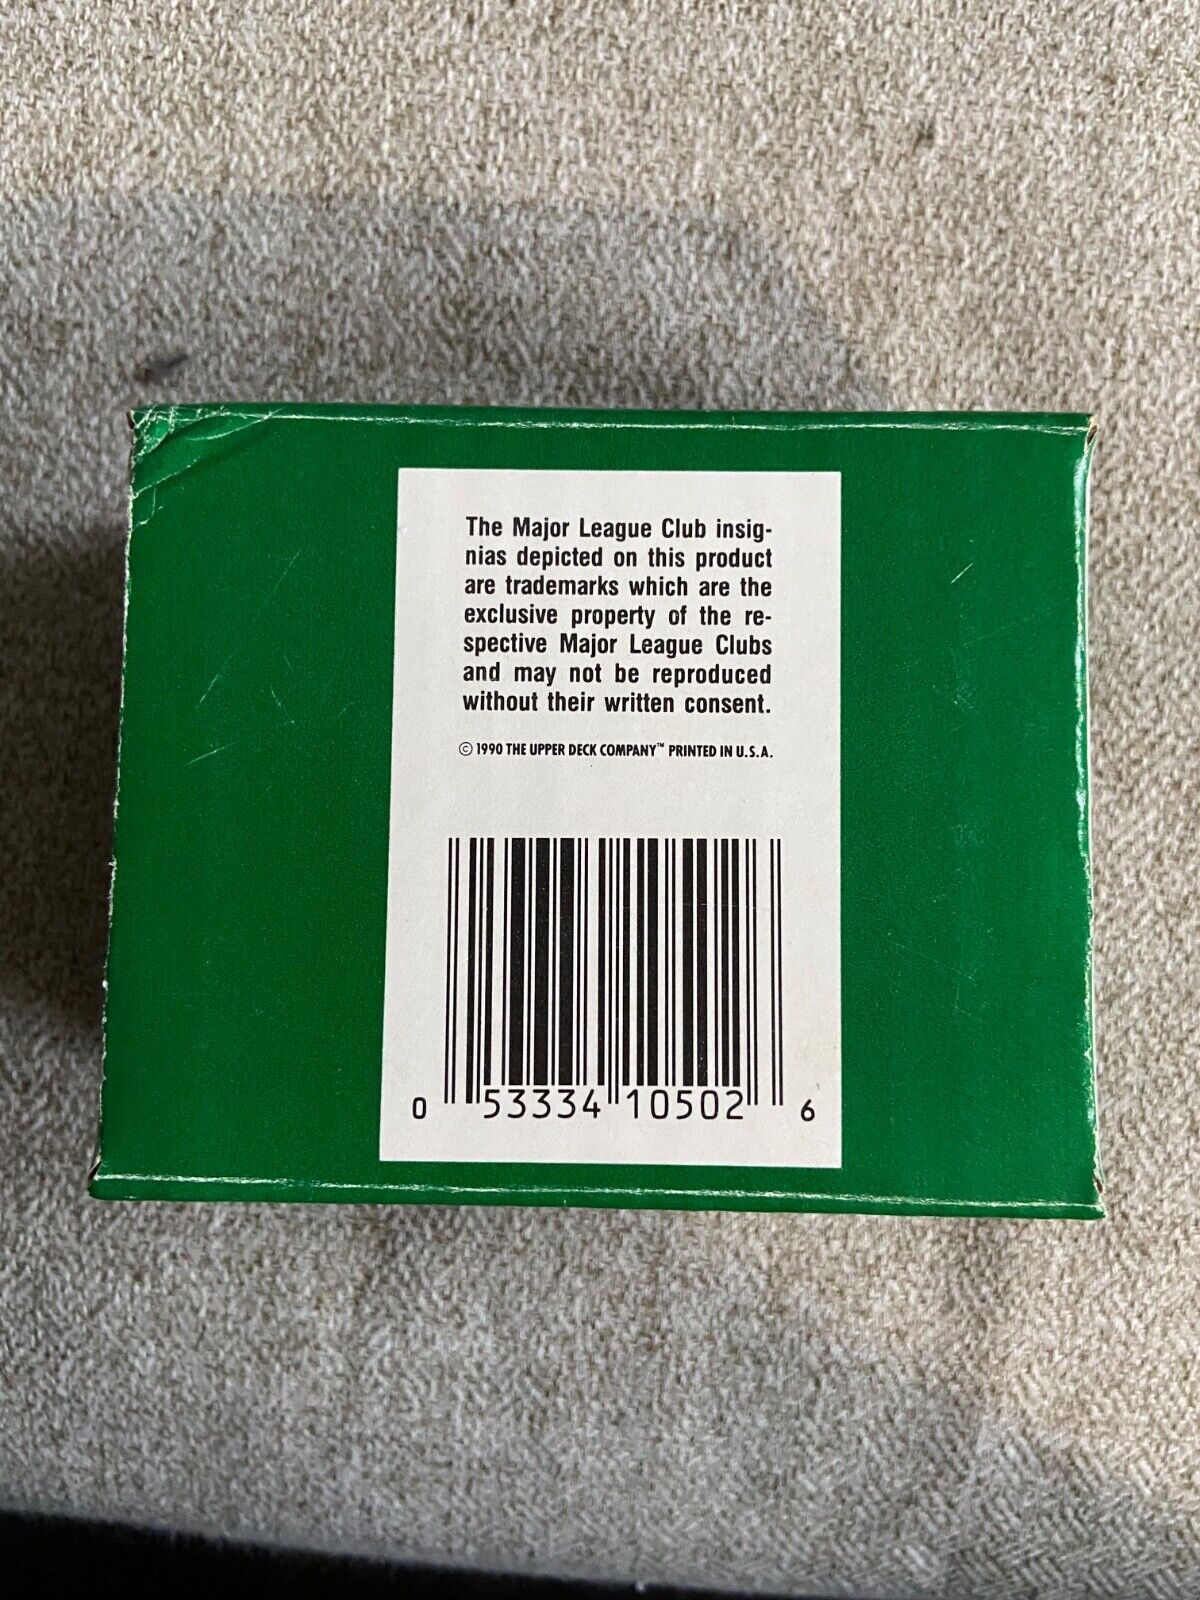 The Major League Club insig-
nias depicted on this product
are trademarks which are the
exclusive property of the re-
spective Major League Clubs
and may not be reproduced
without their written consent.
© 1990 THE UPPER DECK COMPANY™ PRINTED IN U.S.A.
0 53334 10502 6